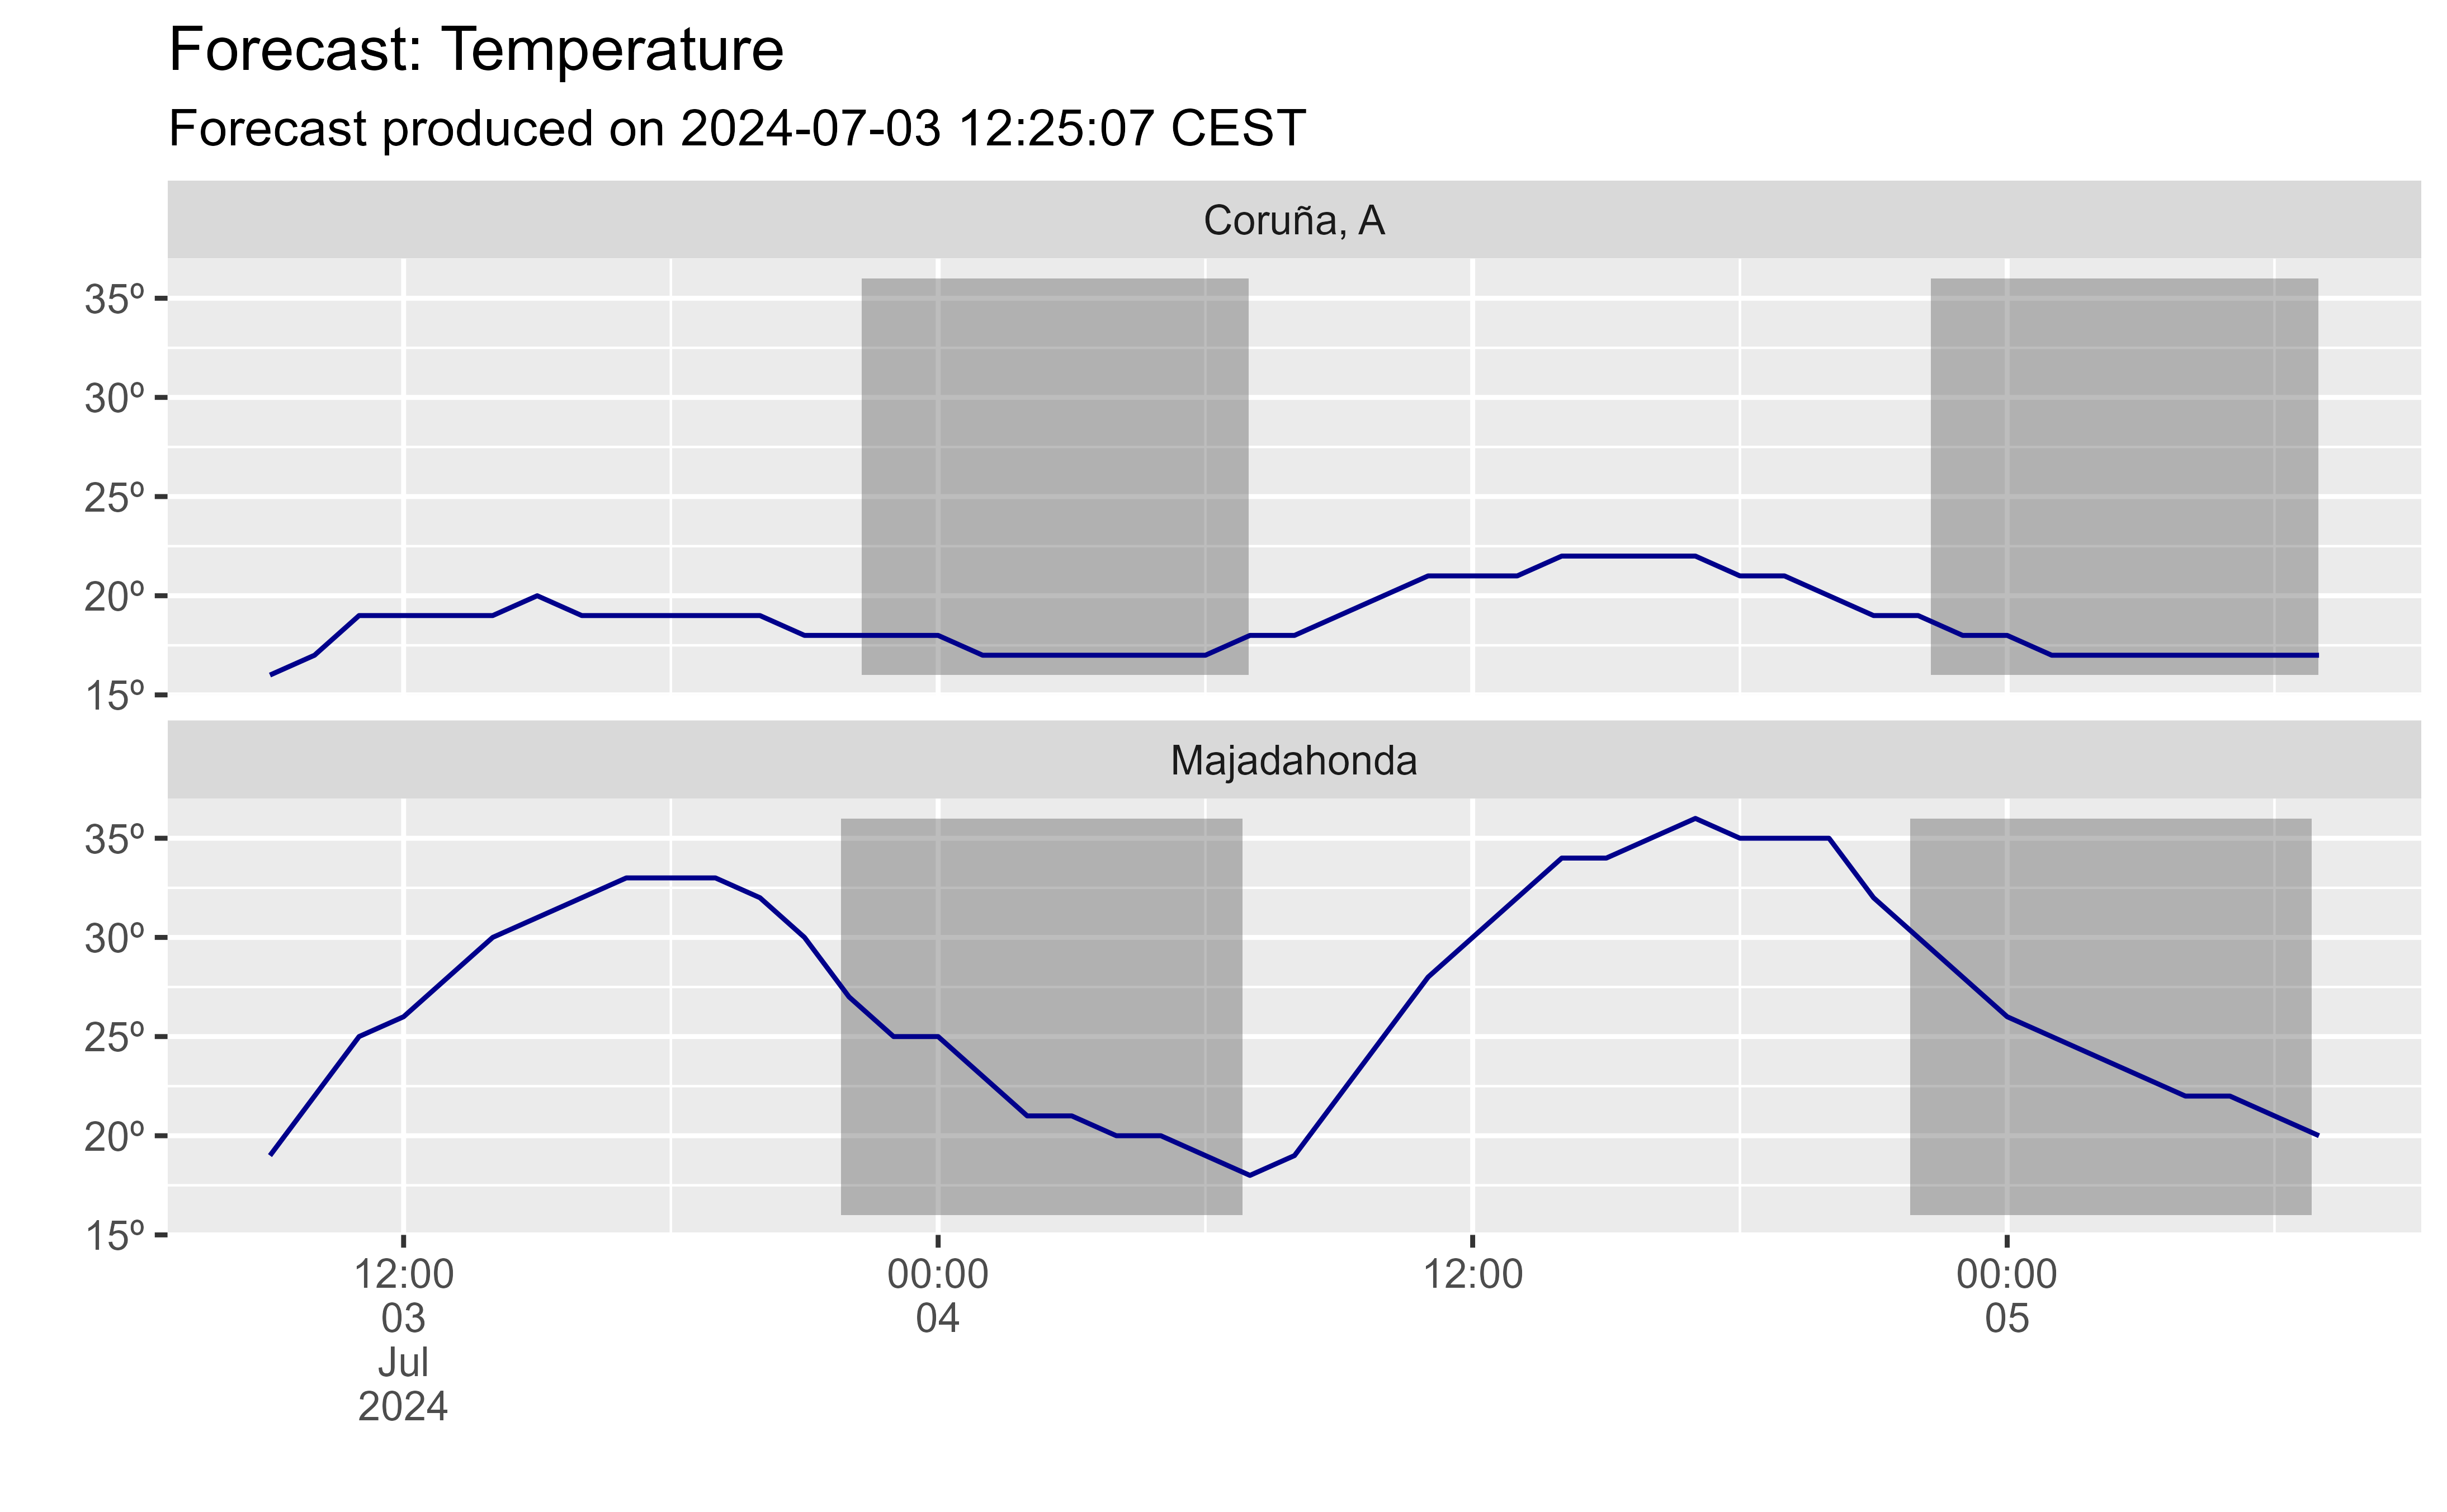 Forecast: Temperature
Forecast produced on 2024-07-03 12:25:07 CEST
Coruña, A
35º
30º
25º
20º
15º
Majadahonda
35º
30º
25º
20º
15º
12:00 00:00 12:00 00:00
03 04 05
Jul
2024